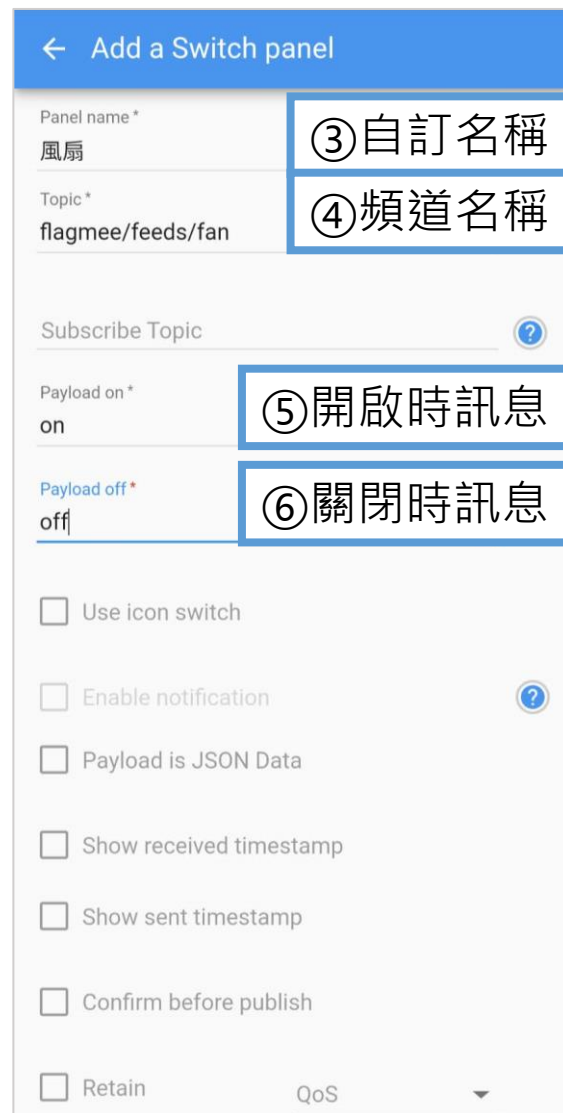 ← Add a Switch panel
Panel name *
風扇
③自訂名稱
Topic *
flagmee/feeds/fan
④頻道名稱
Subscribe Topic
?
Payload on *
on
⑤開啟時訊息
Payload off *
off
⑥關閉時訊息
Use icon switch
Enable notification
?
Payload is JSON Data
Show received timestamp
Show sent timestamp
Confirm before publish
Retain QoS